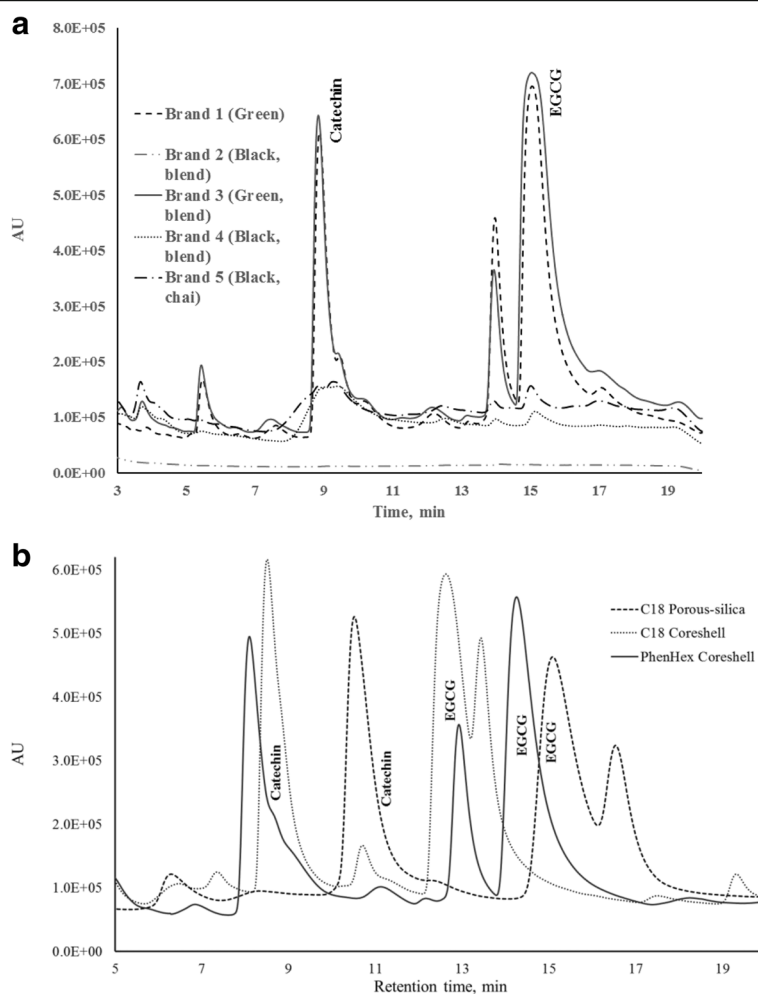 a
8.0E+05
7.0E+05
6.0E+05
5.0E+05
4.0E+05
3.0E+05
2.0E+05
1.0E+05
0.0E+00
AU
Brand 1 (Green)
Brand 2 (Black,
blend)
Brand 3 (Green,
blend)
Brand 4 (Black,
blend)
Brand 5 (Black,
chai)
Catechin
EGCG
3 5 7 9 11 13 15 17 19
Time, min
b
6.0E+05
5.0E+05
4.0E+05
3.0E+05
2.0E+05
1.0E+05
0.0E+00
AU
C18 Porous-silica
C18 Coreshell
PhenHex Coreshell
Catechin
Catechin
EGCG
EGCG
EGCG
5 7 9 11 13 15 17 19
Retention time, min